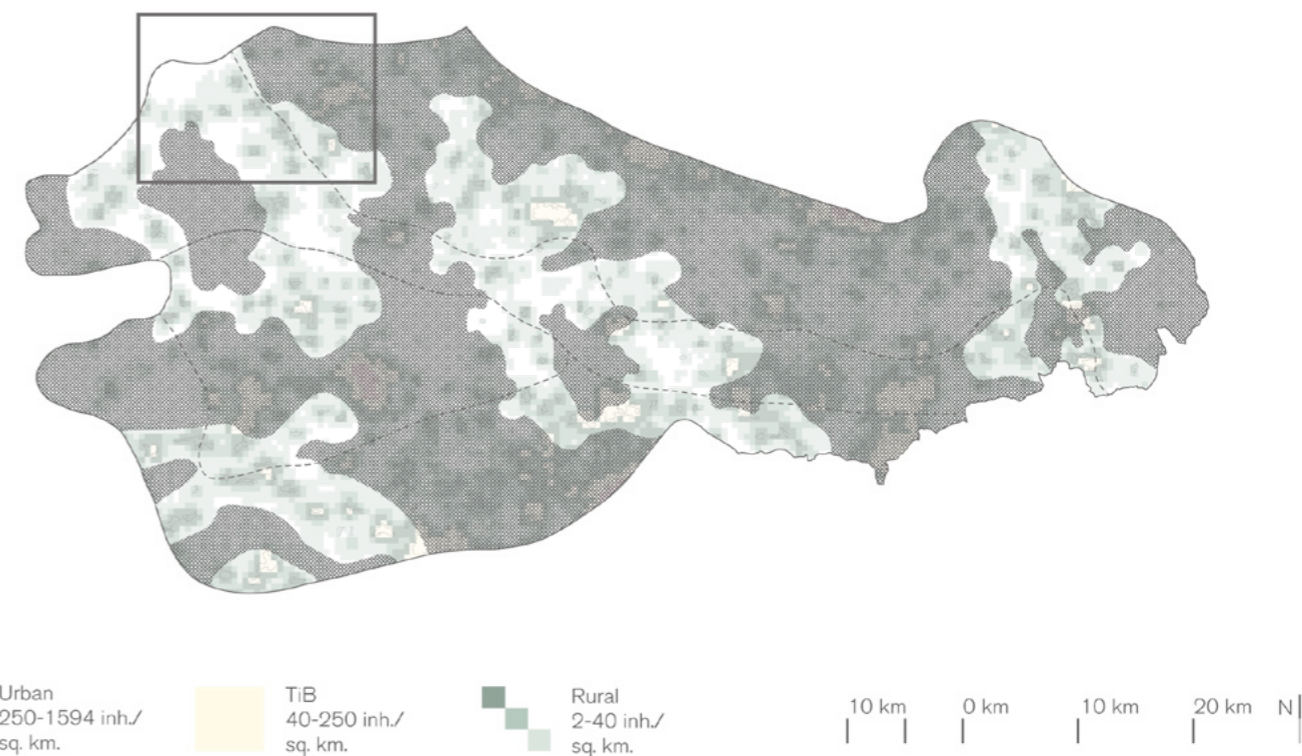 Urban
250-1594 inh./
sq. km.
TiB
40-250 inh./
sq. km.
Rural
2-40 inh./
sq. km.
10 km 0 km 10 km 20 km N